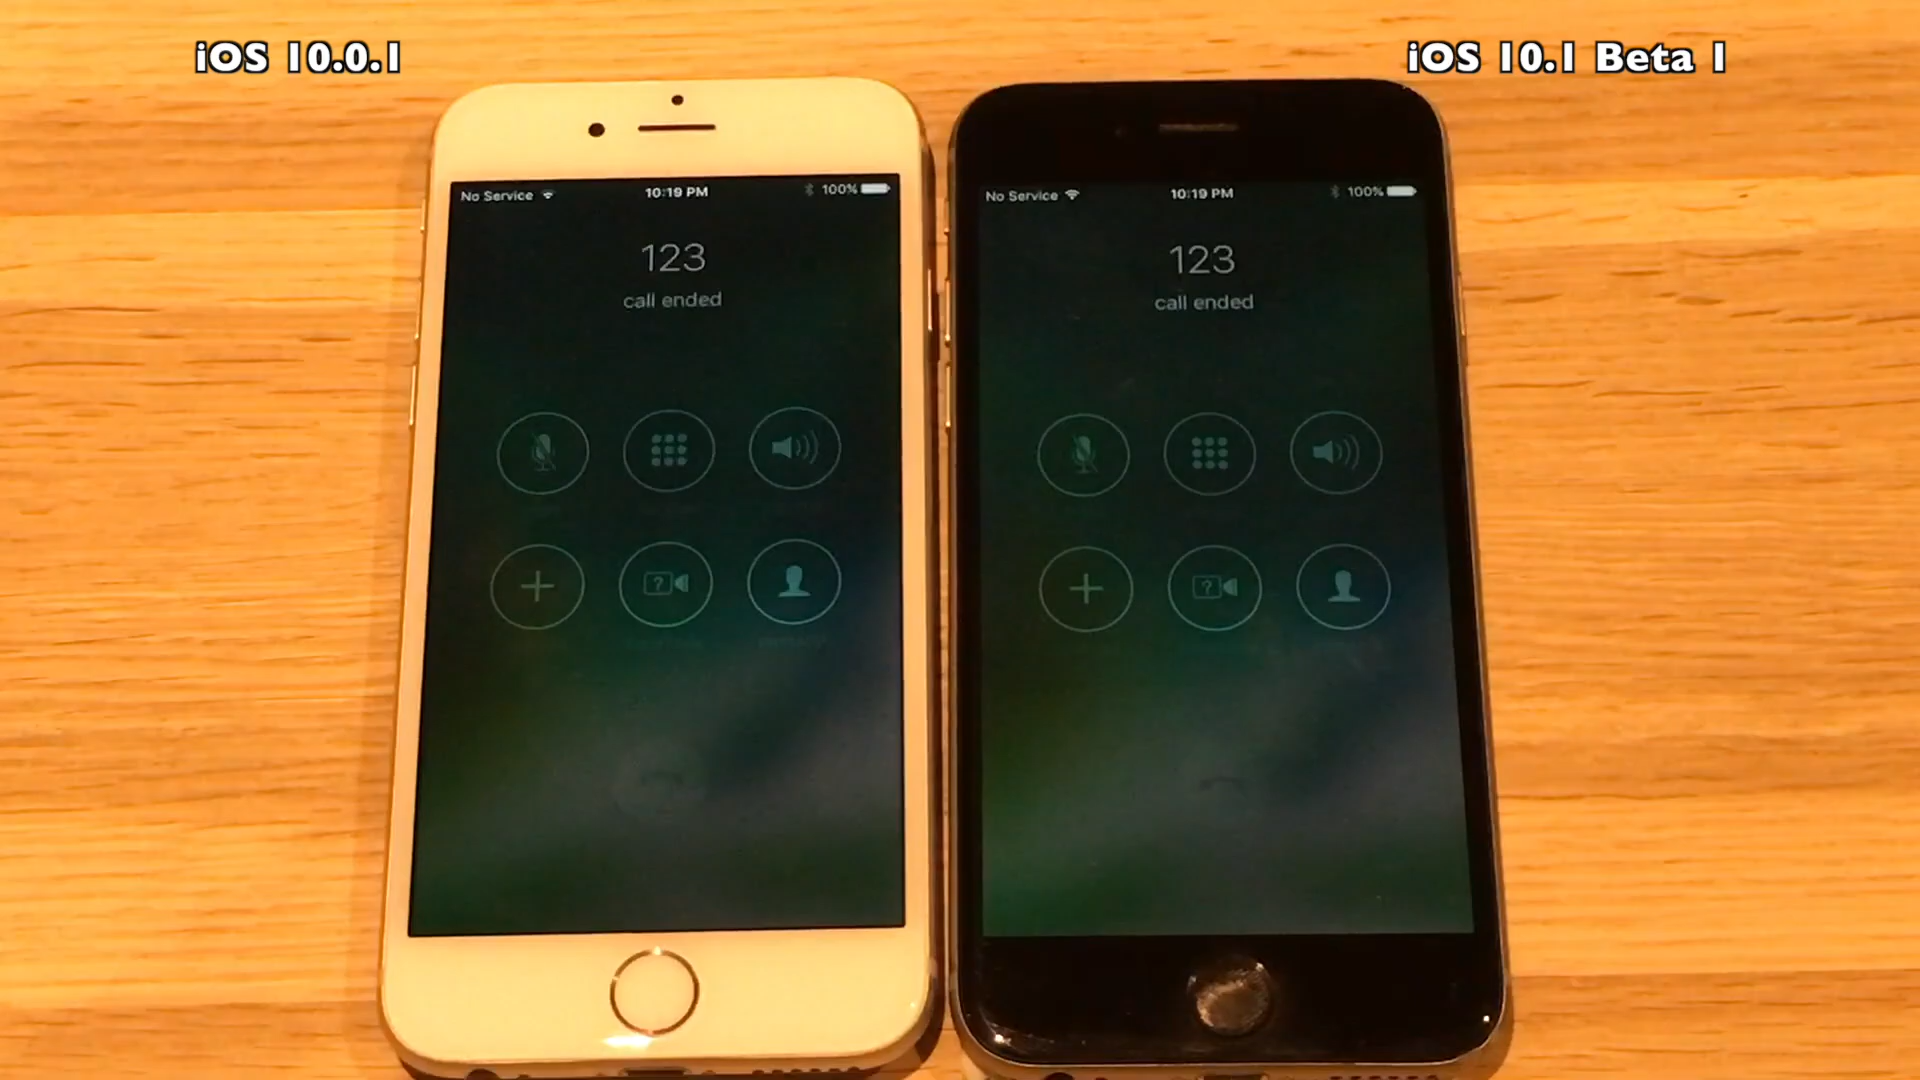 iOS 10.0.1
iOS 10.1 Beta 1
No Service 10:19 PM 100%
123
call ended
No Service 10:19 PM 100%
123
call ended